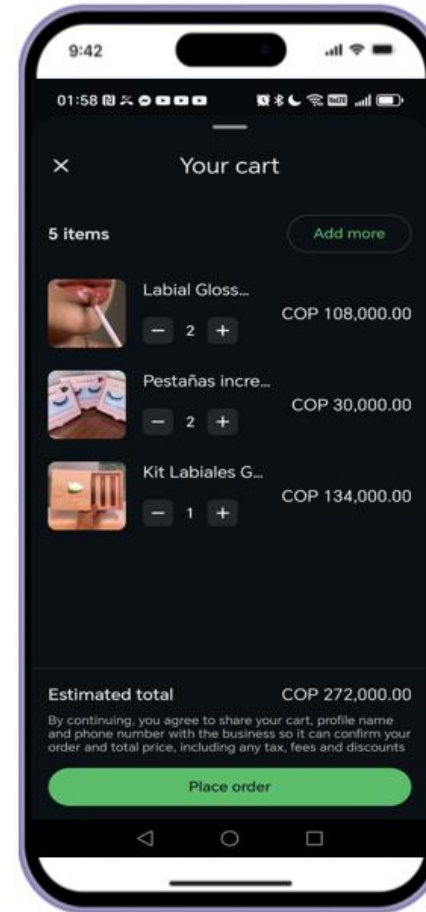 9:42
01:58
Your cart
5 items
Add more
Labial Gloss...
2
COP 108,000.00
Pestañas incre...
2
COP 30,000.00
Kit Labiales G...
1
COP 134,000.00
Estimated total
COP 272,000.00
By continuing, you agree to share your cart, profile name
and phone number with the business so it can confirm your
order and total price, including any tax, fees and discounts
Place order